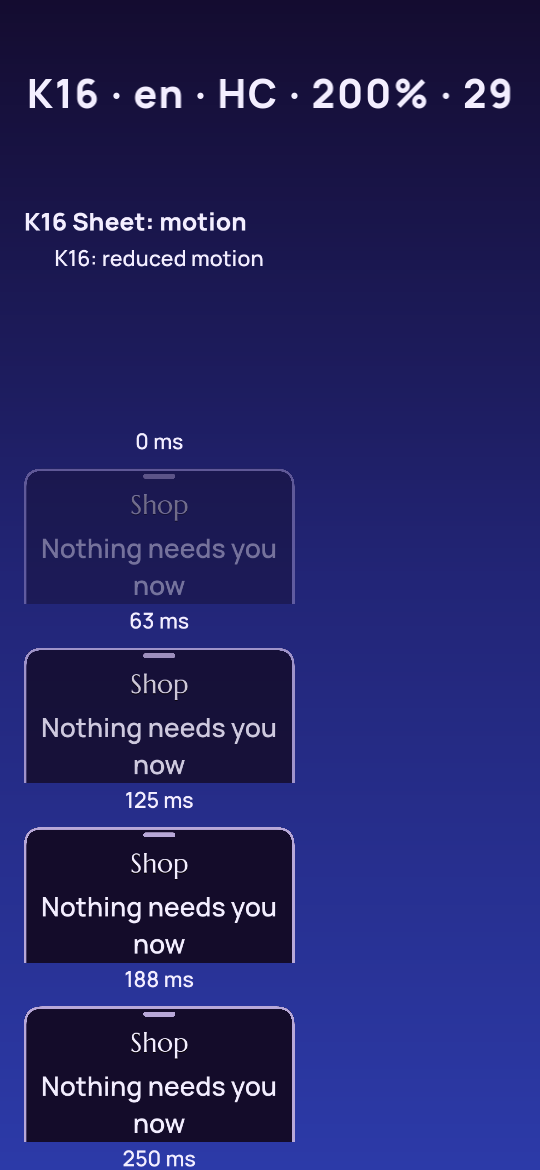 K16 · en · HC · 200% · 29
K16 Sheet: motion
K16: reduced motion
0 ms
Shop
Nothing needs you
now
63 ms
Shop
Nothing needs you
now
125 ms
Shop
Nothing needs you
now
188 ms
Shop
Nothing needs you
now
250 ms